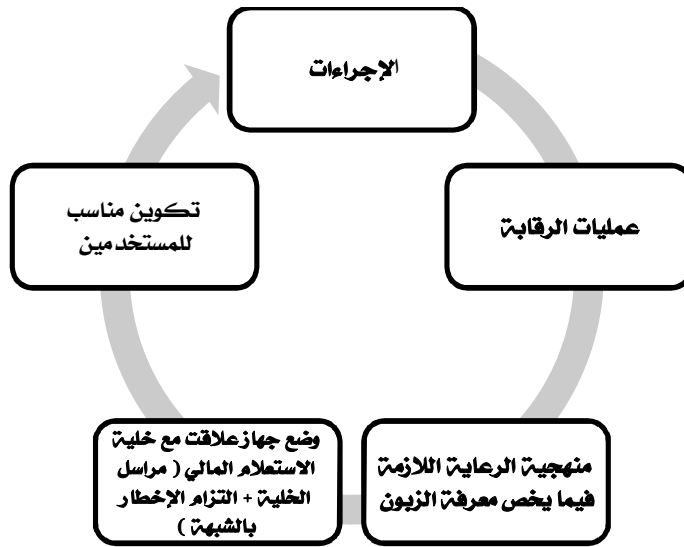 الإجراءات
عمليات الرقابة
منهجية الرعاية اللازمة
فيما يخص معرفة الزبون
وضع جهاز علاقت مع خلية
الاستعلام المالي ( مراسل
الخلية + التزام الإخطار
بالشبهة )
تكوين مناسب
للمستخدمين